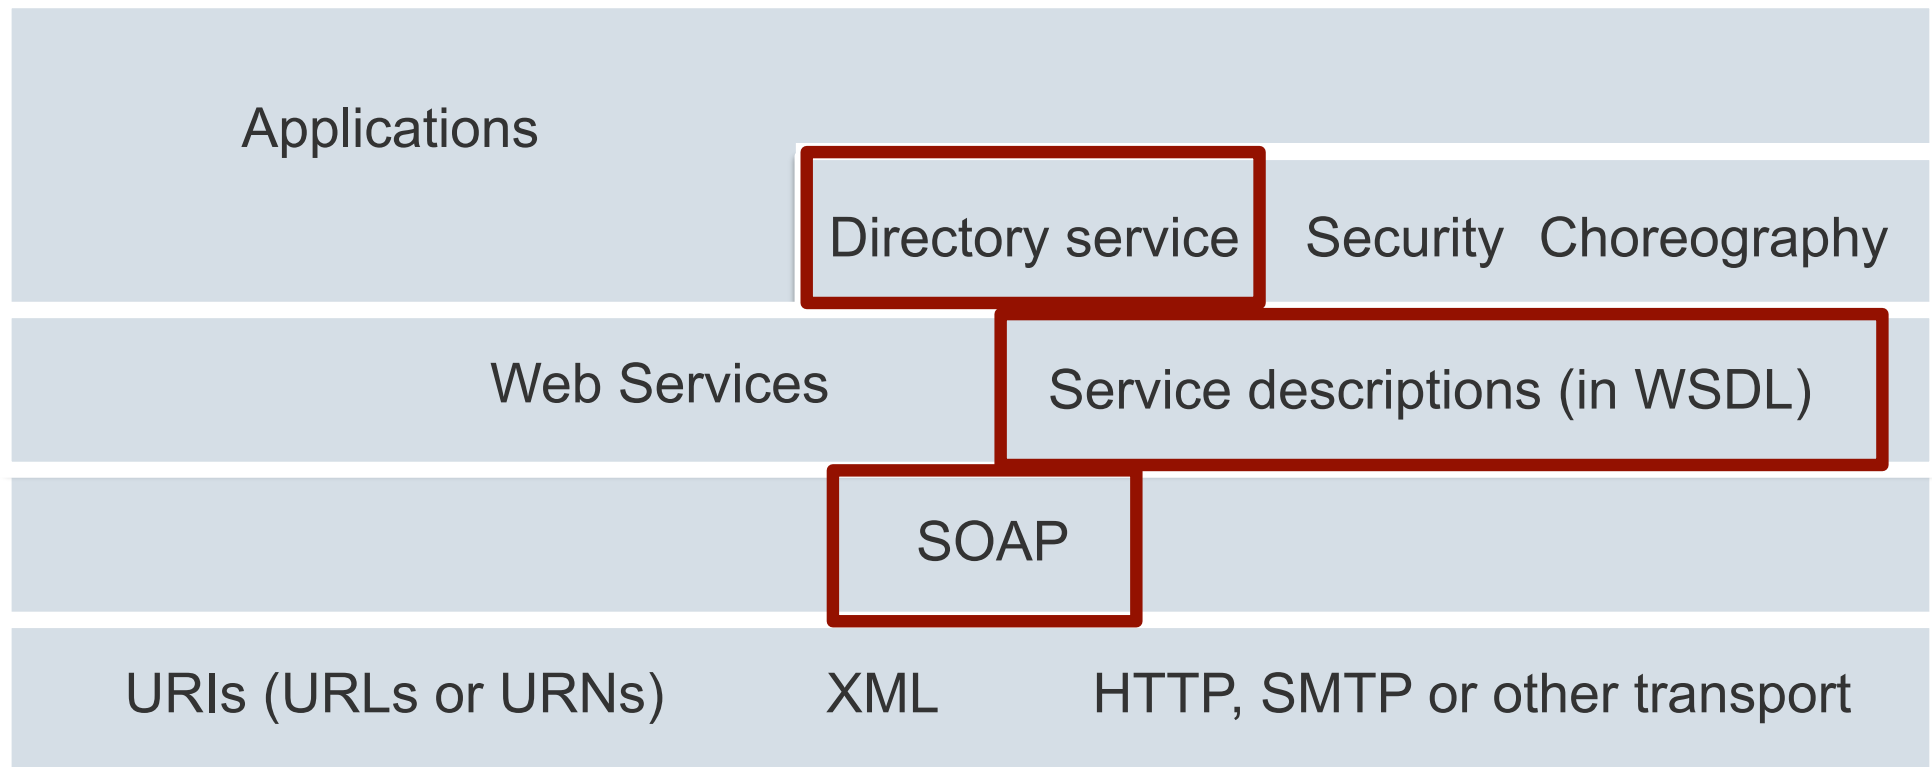 Applications
Directory service Security Choreography
Web Services Service descriptions (in WSDL)
SOAP
URIs (URLs or URNs) XML HTTP, SMTP or other transport